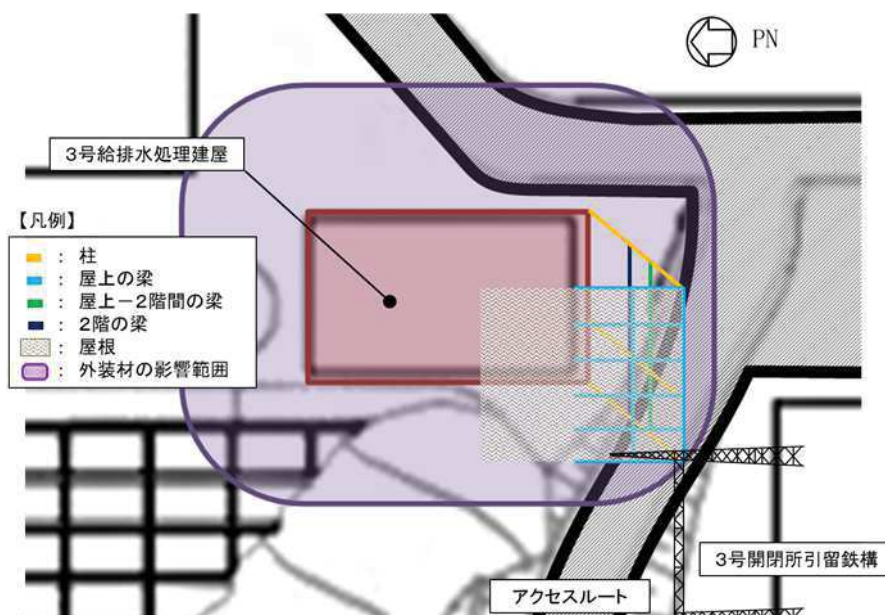 PN
3号給排水処理建屋
【凡例】
: 柱
: 屋上の梁
: 屋上－2階間の梁
: 2階の梁
: 屋根
: 外装材の影響範囲
3号開閉所引留鉄構
アクセスルート